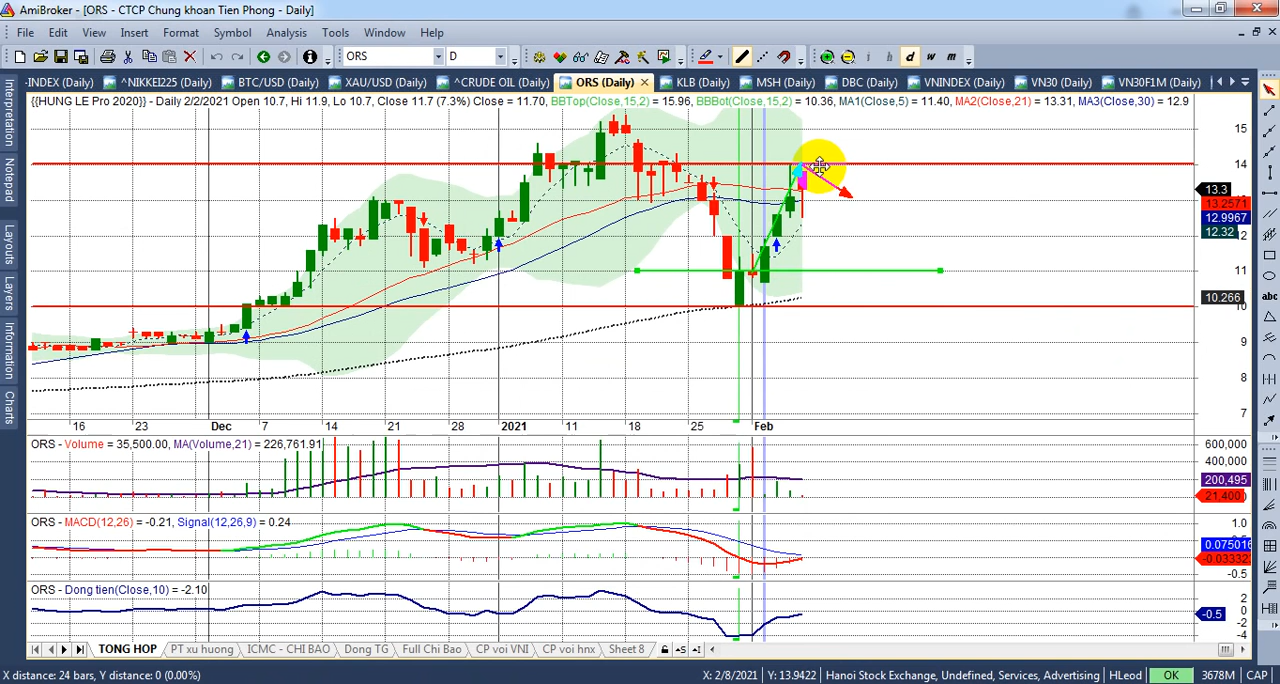 AmiBroker - [ORS - CTCP Chung khoan Tien Phong - Daily]
File Edit View Insert Format Symbol Analysis Tools Window Help
ORS D d w m
-INDEX (Daily) ^NIKKEI225 (Daily) BTC/USD (Daily) XAU/USD (Daily) ^CRUDE OIL (Daily) ORS (Daily) KLB (Daily) MSH (Daily) DBC (Daily) VNINDEX (Daily) VN30 (Daily) VN30F1M (Daily)
{{HUNG LE Pro 2020}} - Daily 2/2/2021 Open 10.7, Hi 11.9, Lo 10.7, Close 11.7 (7.3%) Close = 11.70, BBTop(Close,15,2) = 15.96, BBBot(Close,15,2) = 10.36, MA1(Close,5) = 11.40, MA2(Close,21) = 13.31, MA3(Close,30) = 12.9
Interpretation
Notepad
Layers
Layouts
Information
Charts
15
14
13.3
13.2571
12.9967
12.32
12
11
10.266
10
9
8
7
16 23 Dec 7 14 21 28 2021 11 18 25 Feb
ORS - Volume = 35,500.00, MA(Volume,21) = 226,761.91
600,000
400,000
200,495
21,400
ORS - MACD(12,26) = -0.21, Signal(12,26,9) = 0.24
1.0
0.075016
-0.03332
-0.5
ORS - Dong tien(Close,10) = -2.10
2
0
-0.5
-2
-4
TONG HOP PT xu huong ICMC - CHI BAO Dong TG Full Chi Bao CP voi VNI CP voi hnx Sheet 8
X distance: 24 bars, Y distance: 0 (0.00%) X: 2/8/2021 Y: 13.9422 Hanoi Stock Exchange, Undefined, Services, Advertising HLeod OK 3678M CAP
abc